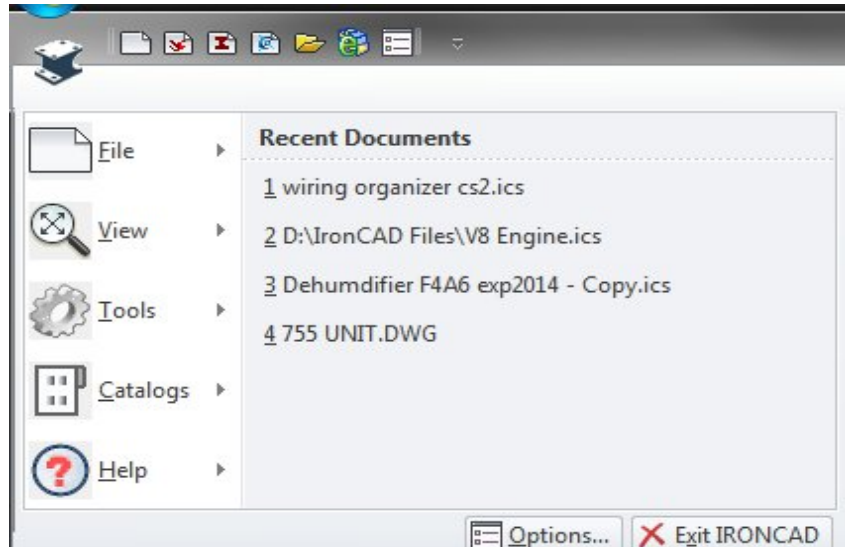 File
View
Tools
Catalogs
Help
Recent Documents
1 wiring organizer cs2.ics
2 D:\IronCAD Files\V8 Engine.ics
3 Dehumdifier F4A6 exp2014 - Copy.ics
4 755 UNIT.DWG
Options... Exit IRONCAD